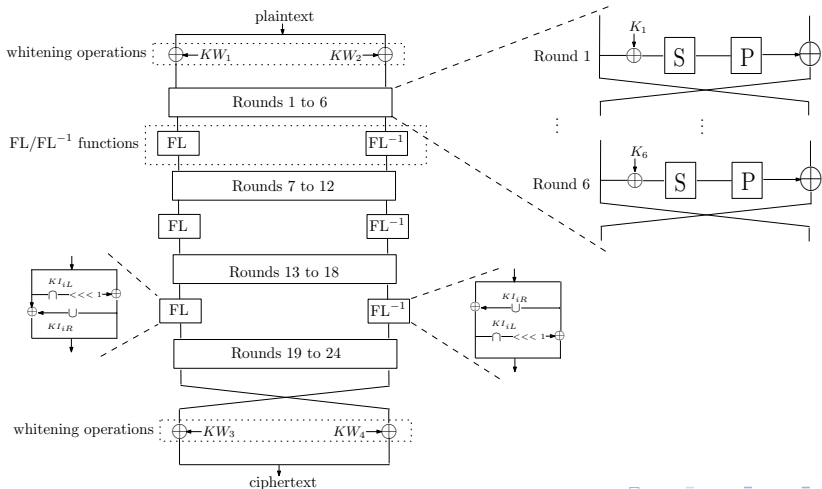 plaintext
whitening operations
KW1
KW2
Rounds 1 to 6
FL/FL−1 functions
FL
FL−1
Rounds 7 to 12
FL
FL−1
Rounds 13 to 18
FL
FL−1
Rounds 19 to 24
whitening operations
KW3
KW4
ciphertext
KIiL
∩
<<< 1
∪
KIiR
KIiR
∪
KIiL
∩
<<< 1
Round 1
K1
S
P
Round 6
K6
S
P